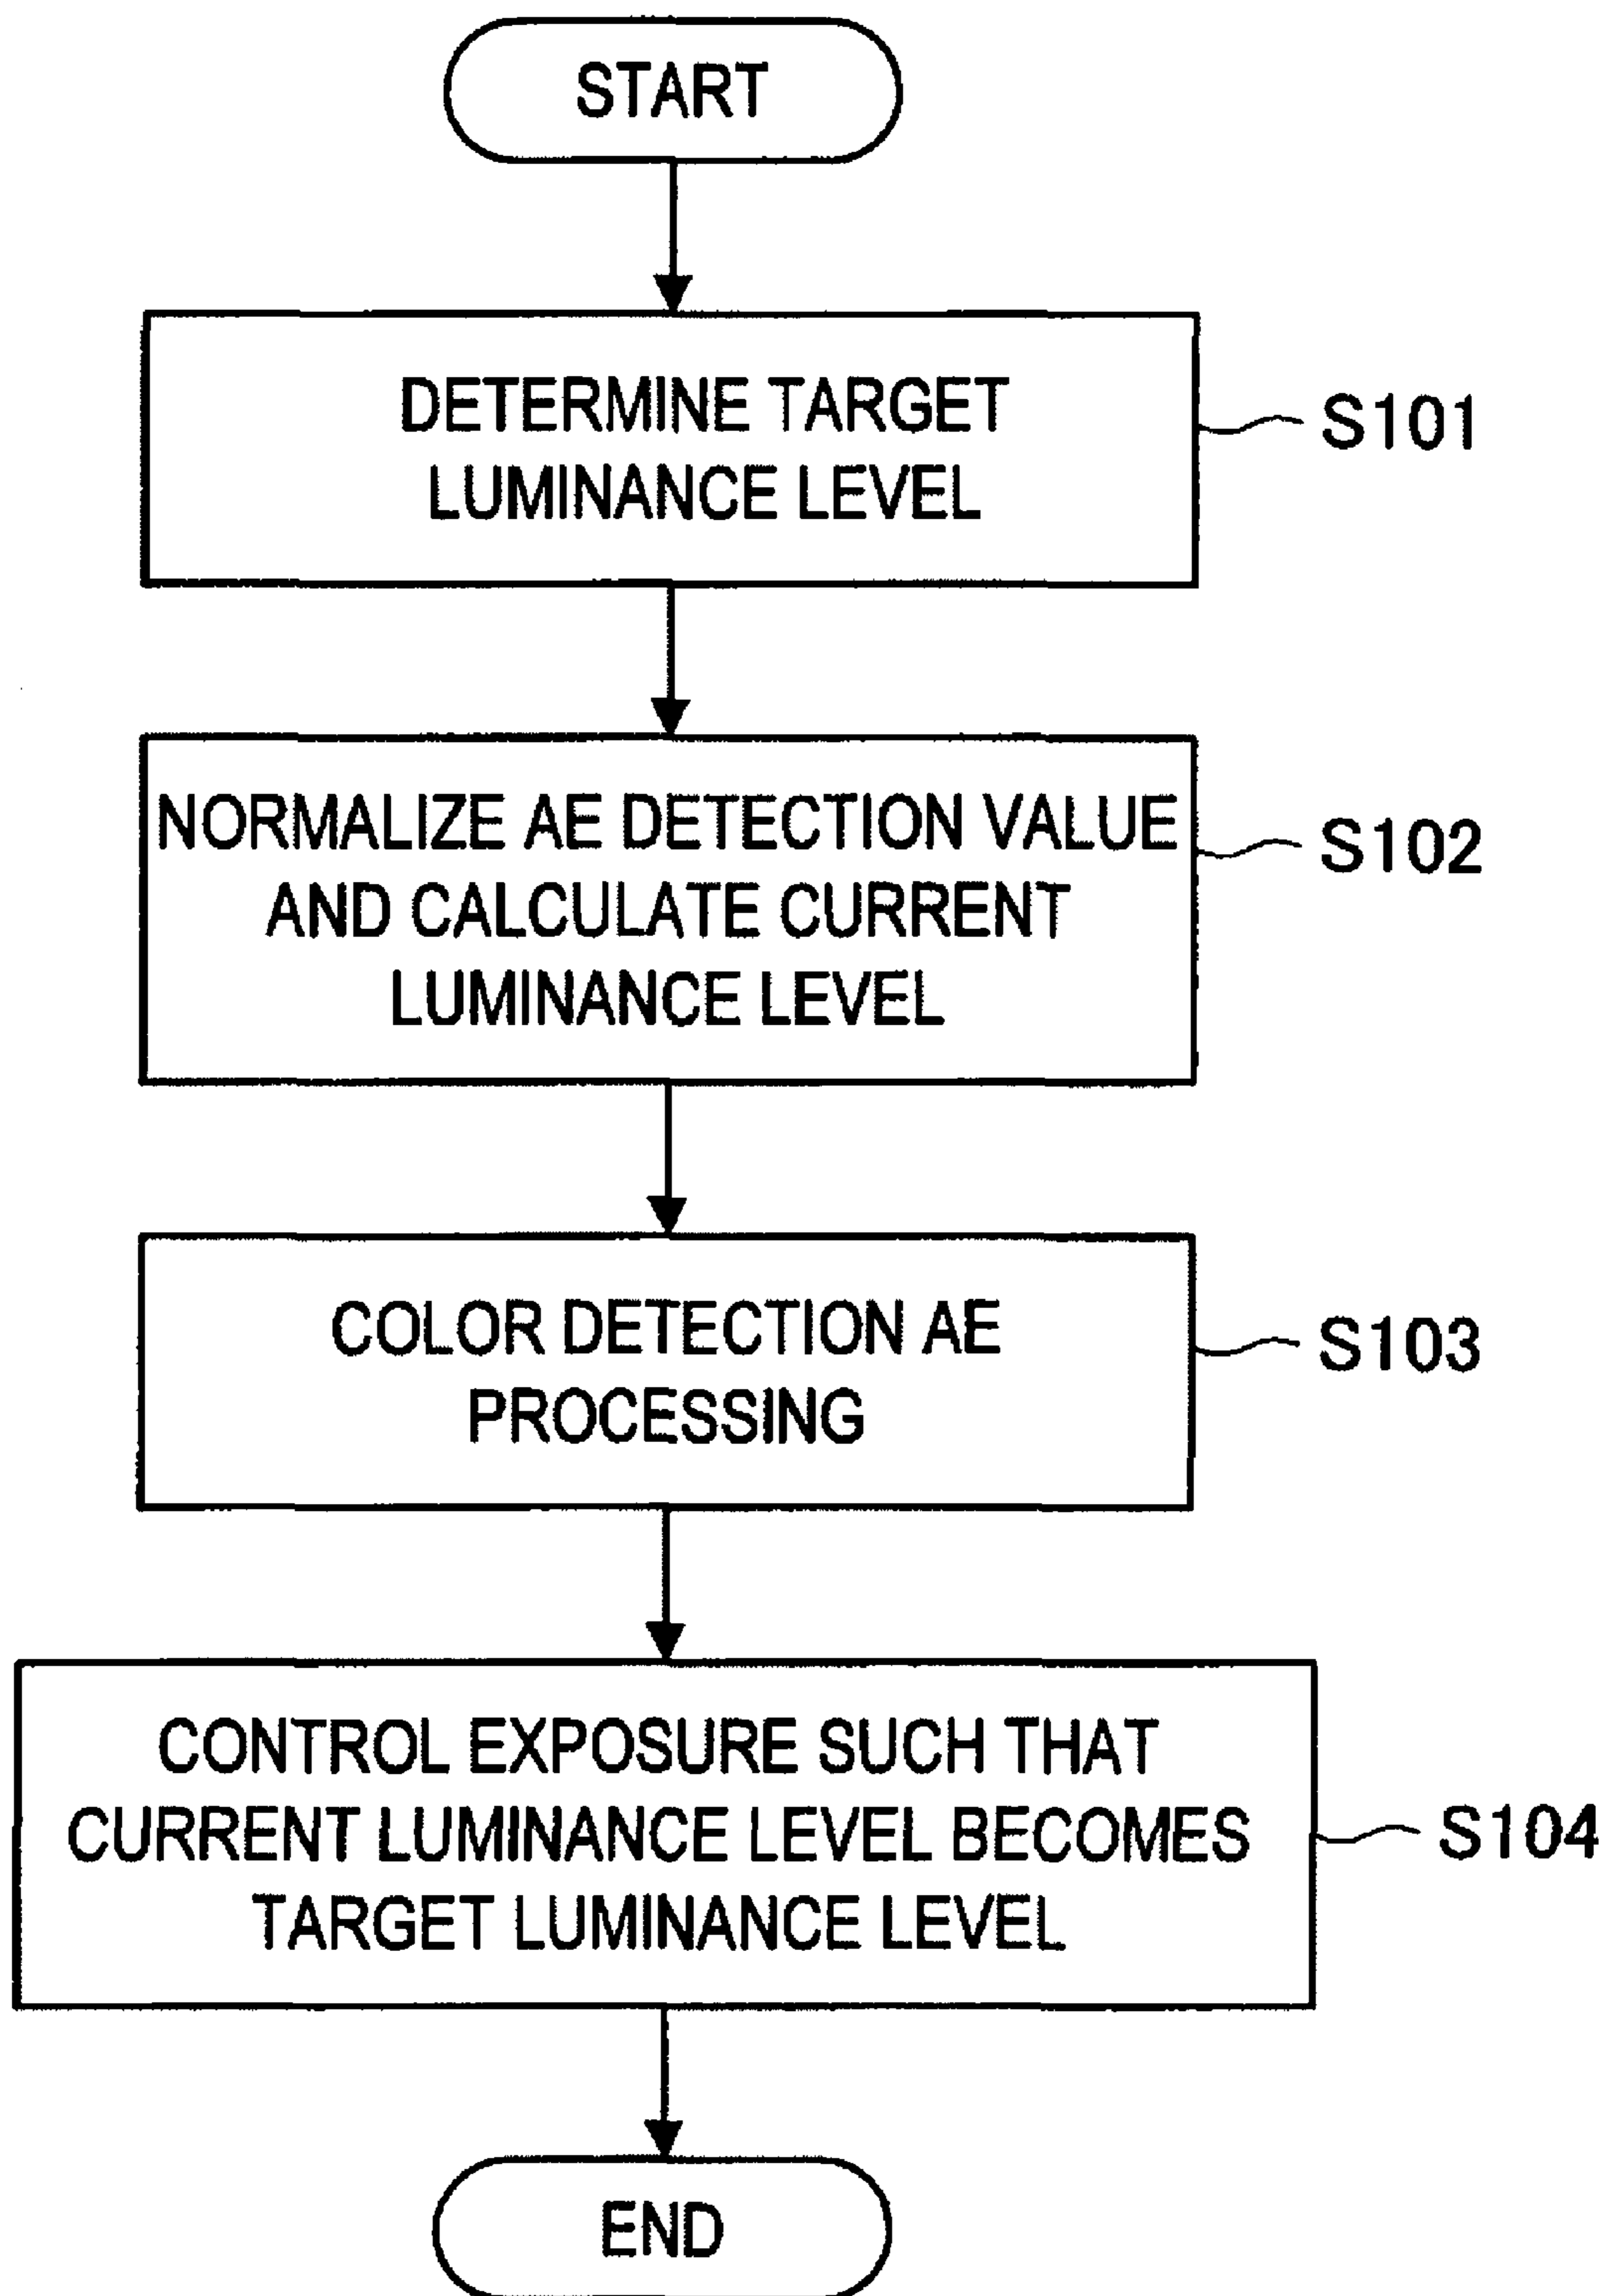 START
DETERMINE TARGET
LUMINANCE LEVEL
S101
NORMALIZE AE DETECTION VALUE
AND CALCULATE CURRENT
LUMINANCE LEVEL
S102
COLOR DETECTION AE
PROCESSING
S103
CONTROL EXPOSURE SUCH THAT
CURRENT LUMINANCE LEVEL BECOMES
TARGET LUMINANCE LEVEL
S104
END